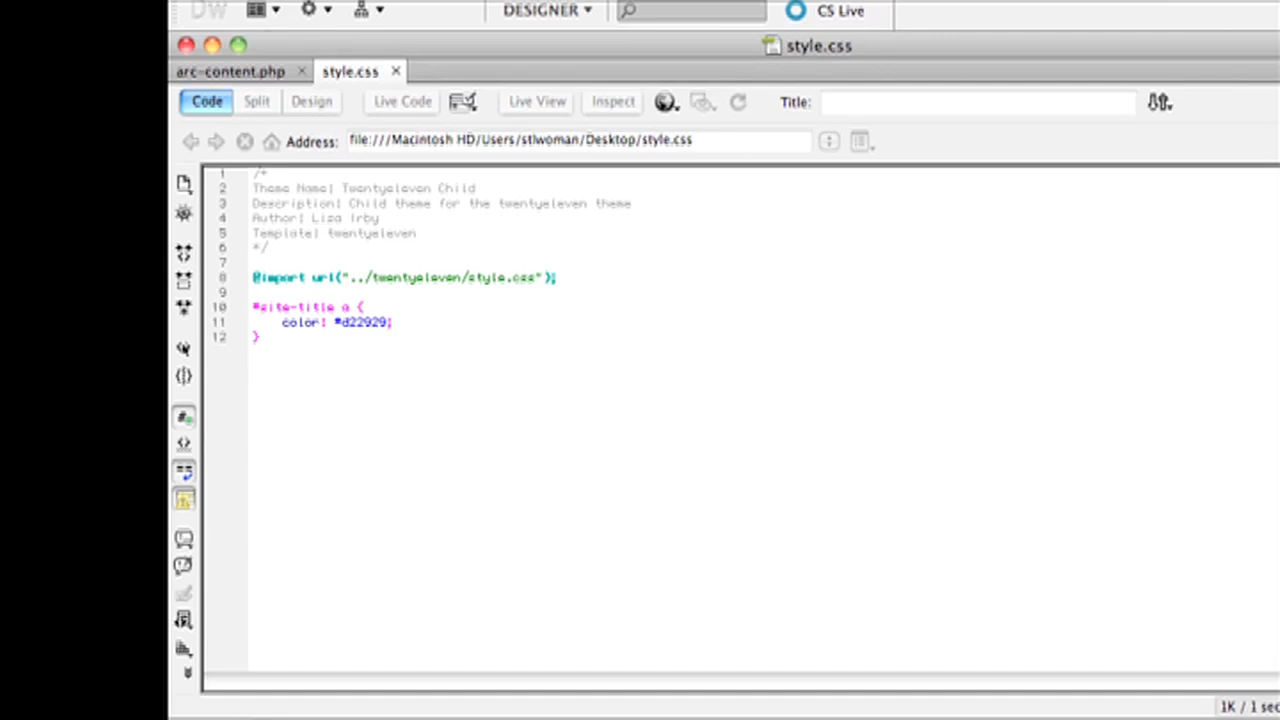 DW
DESIGNER
CS Live
style.css
arc-content.php
style.css
Code
Split
Design
Live Code
Live View
Inspect
Title:
Address:
file:///Macintosh HD/Users/stlwoman/Desktop/style.css
1 /*
2 Theme Name: Twentyeleven Child
3 Description: Child theme for the twentyeleven theme
4 Author: Lisa Irby
5 Template: twentyeleven
6 */
7
8 @import url("../twentyeleven/style.css");
9
10 #site-title a {
11 color: #d22929;
12 }
1K / 1 sec